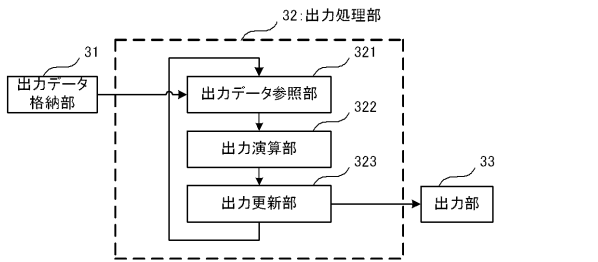 32:出力処理部
31
出力データ
格納部
321
出力データ参照部
322
出力演算部
323
出力更新部
33
出力部